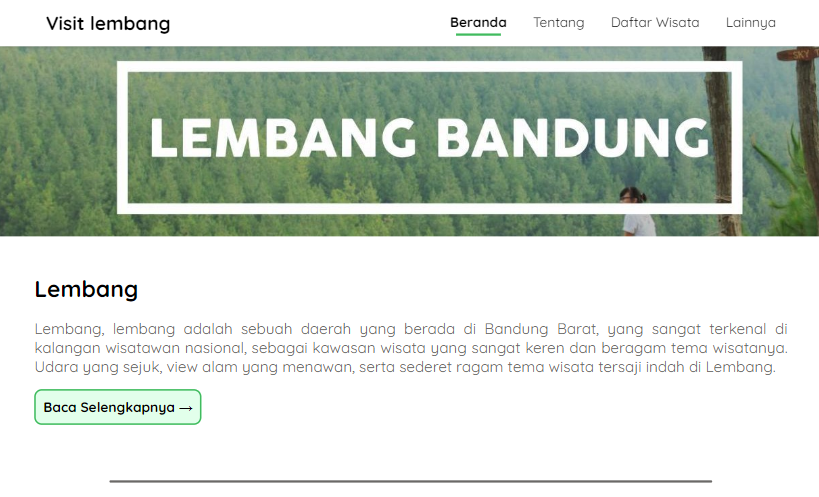 Visit lembang
Beranda Tentang Daftar Wisata Lainnya
SKY
LEMBANG BANDUNG
Lembang
Lembang, lembang adalah sebuah daerah yang berada di Bandung Barat, yang sangat terkenal di
kalangan wisatawan nasional, sebagai kawasan wisata yang sangat keren dan beragam tema wisatanya.
Udara yang sejuk, view alam yang menawan, serta sederet ragam tema wisata tersaji indah di Lembang.
Baca Selengkapnya →